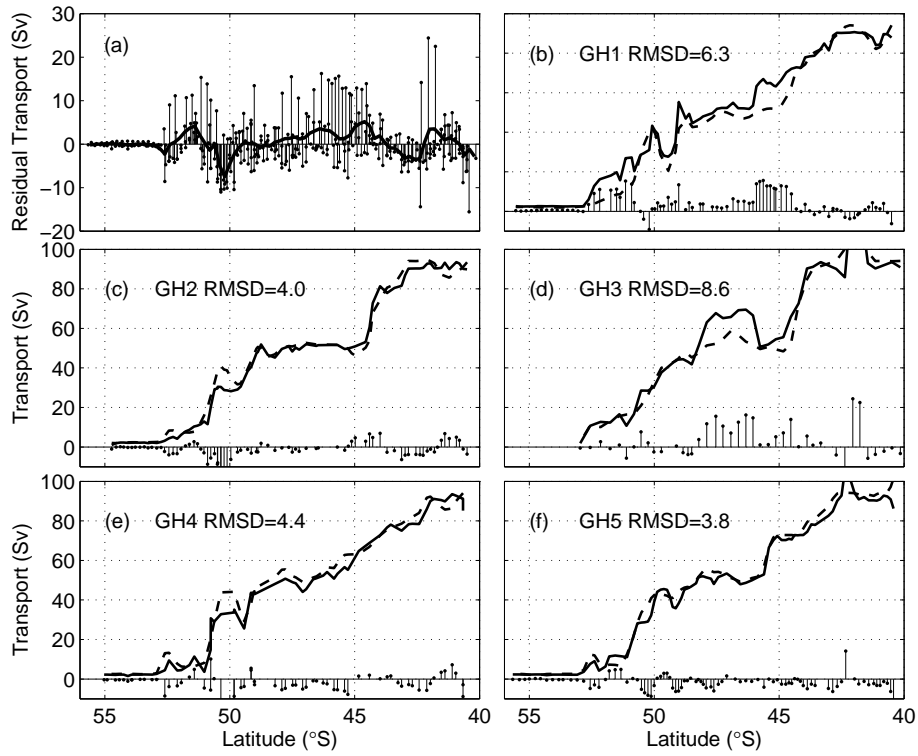 30
20
10
0
−10
−20
Residual Transport (Sv)
(a)
(b) GH1 RMSD=6.3
100
80
60
40
20
0
Transport (Sv)
(c) GH2 RMSD=4.0
(d) GH3 RMSD=8.6
100
80
60
40
20
0
Transport (Sv)
(e) GH4 RMSD=4.4
(f) GH5 RMSD=3.8
55 50 45 40
50 45 40
Latitude (°S)
Latitude (°S)